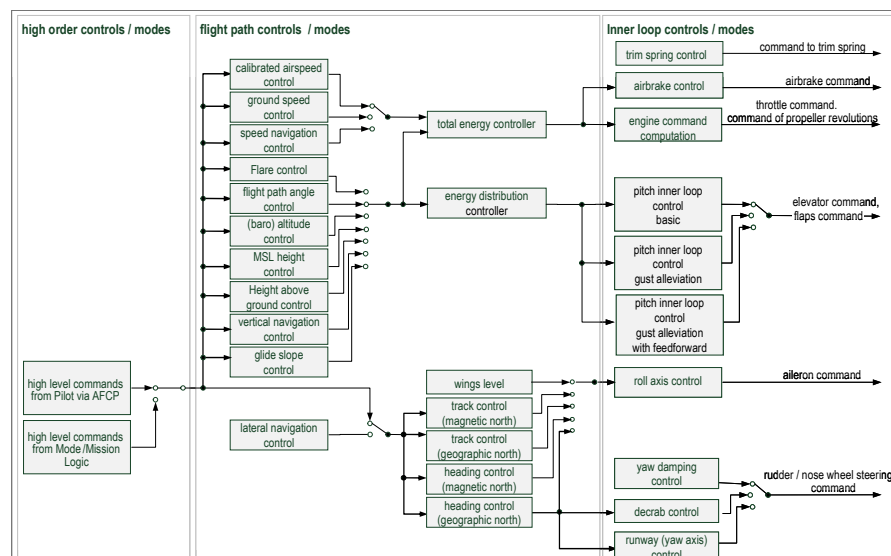 high order controls / modes
flight path controls / modes
Inner loop controls / modes
calibrated airspeed
control
ground speed
control
speed navigation
control
Flare control
flight path angle
control
(baro) altitude
control
MSL height
control
Height above
ground control
vertical navigation
control
glide slope
control
high level commands
from Pilot via AFCP
high level commands
from Mode/Mission
Logic
lateral navigation
control
total energy controller
energy distribution
controller
wings level
track control
(magnetic north)
track control
(geographic north)
heading control
(magnetic north)
heading control
(geographic north)
trim spring control
command to trim spring
airbrake control
airbrake command
engine command
computation
throttle command.
command of propeller revolutions
pitch inner loop
control
basic
elevator command,
flaps command
pitch inner loop
control
gust alleviation
pitch inner loop
control
gust alleviation
with feedforward
roll axis control
aileron command
yaw damping
control
rudder / nose wheel steering
command
decrab control
runway (yaw axis)
control